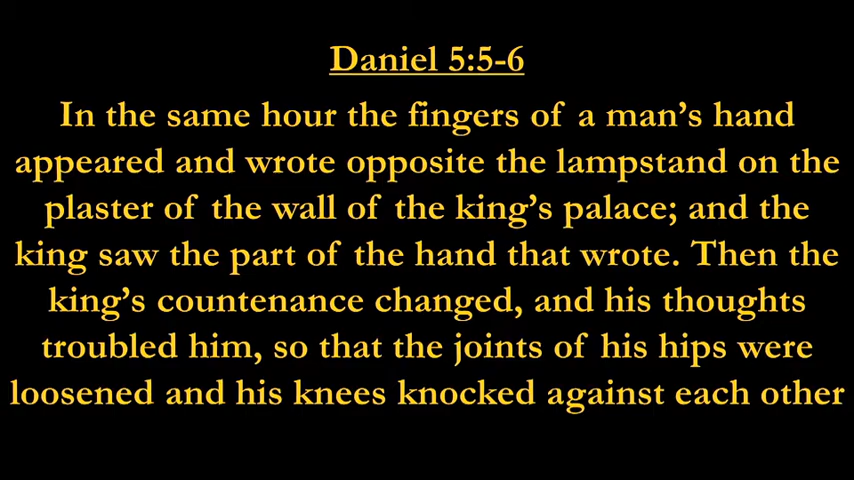 Daniel 5:5-6
In the same hour the fingers of a man’s hand
appeared and wrote opposite the lampstand on the
plaster of the wall of the king’s palace; and the
king saw the part of the hand that wrote. Then the
king’s countenance changed, and his thoughts
troubled him, so that the joints of his hips were
loosened and his knees knocked against each other